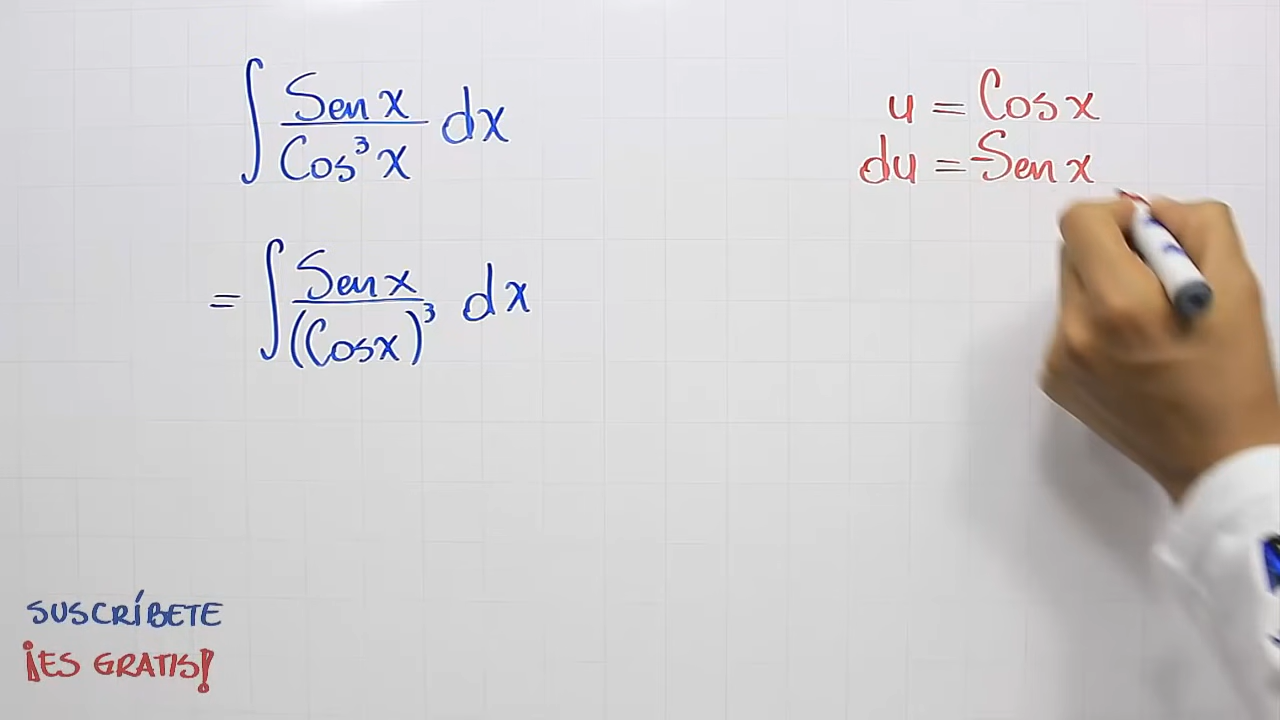 ∫ Sen x / Cos³ x dx
= ∫ Sen x / (Cos x)³ dx
u = Cos x
du = -Sen x
SUSCRÍBETE
¡ES GRATIS!